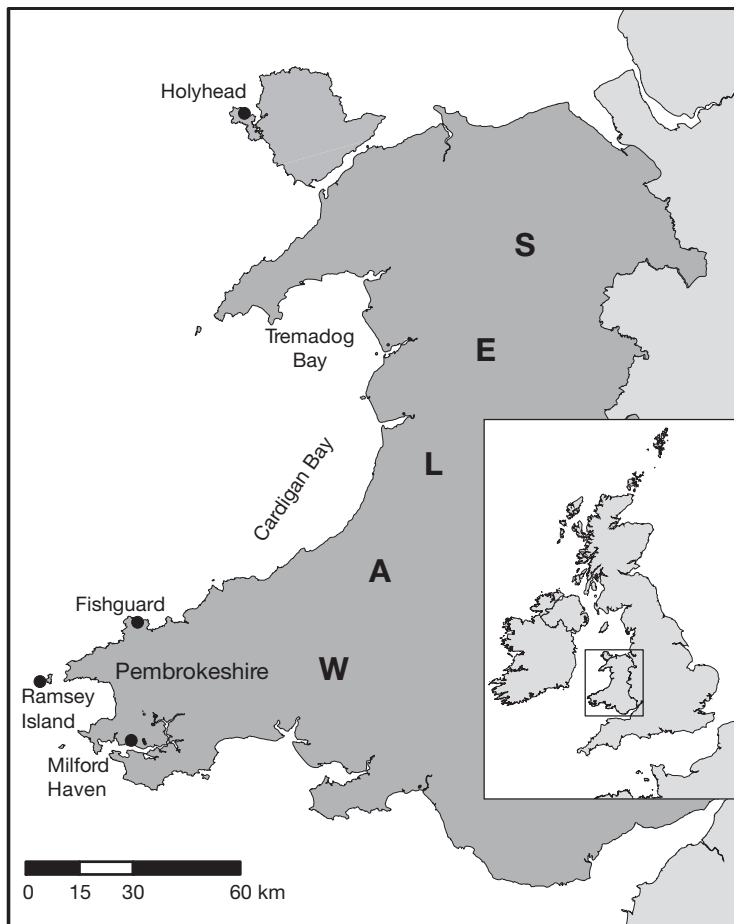 Holyhead
S
Tremadog
Bay
E
Cardigan Bay
L
A
Fishguard
Pembrokeshire
W
Ramsey
Island
Milford
Haven
0 15 30 60 km